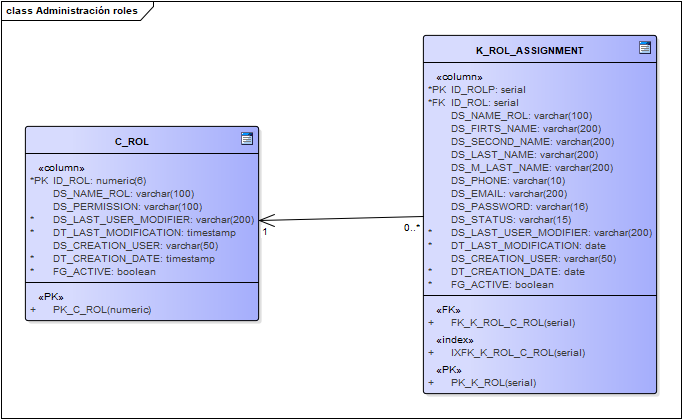 class Administración roles
C_ROL
«column»
*PK ID_ROL: numeric(6)
DS_NAME_ROL: varchar(100)
DS_PERMISSION: varchar(100)
* DS_LAST_USER_MODIFIER: varchar(200)
* DT_LAST_MODIFICATION: timestamp
DS_CREATION_USER: varchar(50)
* DT_CREATION_DATE: timestamp
* FG_ACTIVE: boolean
«PK»
+ PK_C_ROL(numeric)
1
0..*
K_ROL_ASSIGNMENT
«column»
*PK ID_ROLP: serial
*FK ID_ROL: serial
DS_NAME_ROL: varchar(100)
DS_FIRTS_NAME: varchar(200)
DS_SECOND_NAME: varchar(200)
DS_LAST_NAME: varchar(200)
DS_M_LAST_NAME: varchar(200)
DS_PHONE: varchar(10)
DS_EMAIL: varchar(200)
DS_PASSWORD: varchar(16)
DS_STATUS: varchar(15)
* DS_LAST_USER_MODIFIER: varchar(200)
* DT_LAST_MODIFICATION: date
DS_CREATION_USER: varchar(50)
* DT_CREATION_DATE: date
* FG_ACTIVE: boolean
«FK»
+ FK_K_ROL_C_ROL(serial)
«index»
+ IXFK_K_ROL_C_ROL(serial)
«PK»
+ PK_K_ROL(serial)